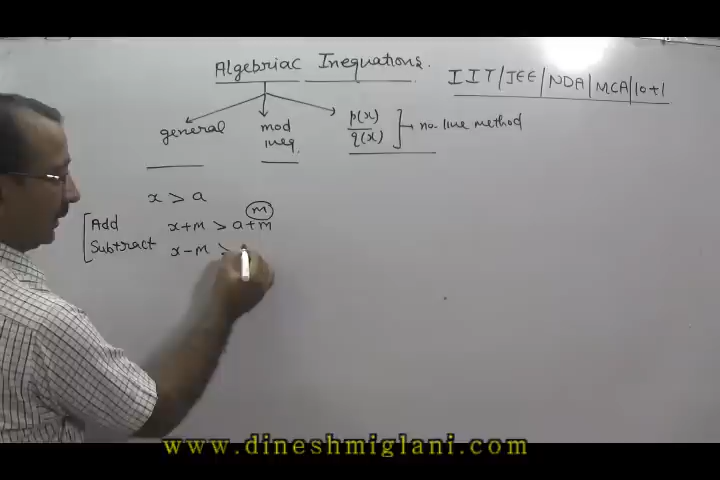 Algebriac Inequations.
IIT/JEE/NDA/MCA/10+1
general
mod
ineq.
p(x)
q(x)
no. line method
x > a
m
Add x+m > a+m
Subtract x-m >
www.dineshmiglani.com